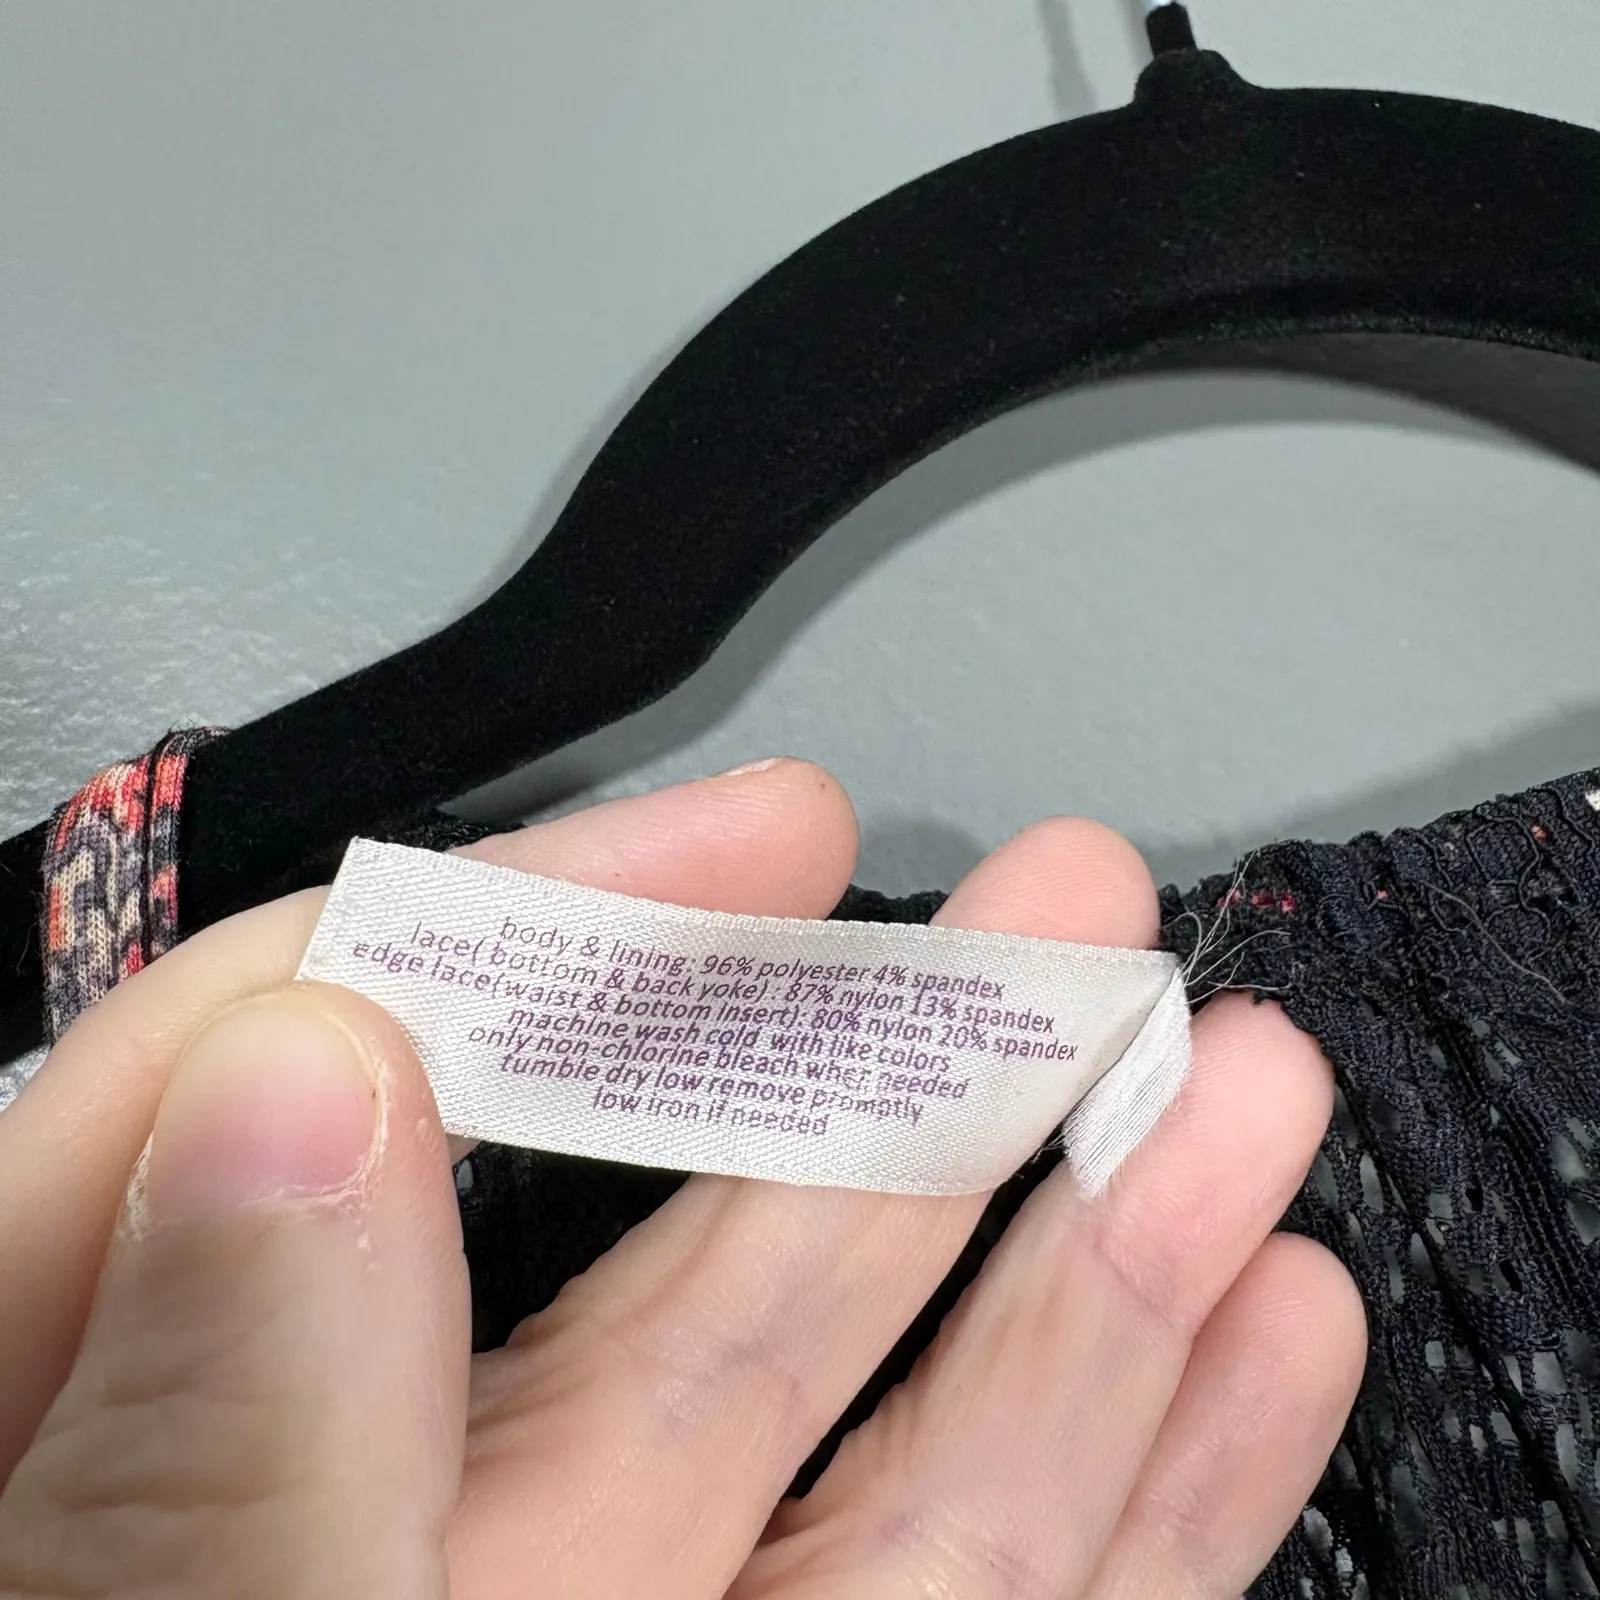 body & lining: 96% polyester 4% spandex
lace( bottom & back yoke) : 87% nylon 13% spandex
edge lace(waist & bottom insert): 80% nylon 20% spandex
machine wash cold with like colors
only non-chlorine bleach when needed
tumble dry low remove promptly
low iron if needed